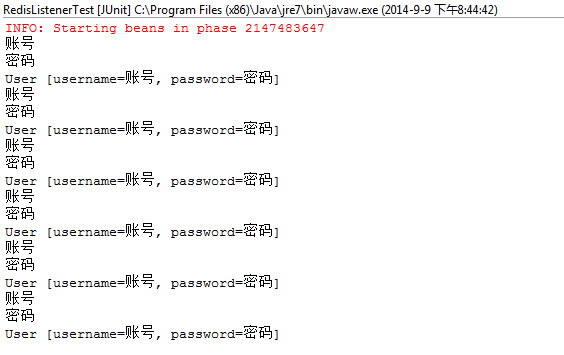 RedisListenerTest [JUnit] C:\Program Files (x86)\Java\jre7\bin\javaw.exe (2014-9-9 下午8:44:42)
INFO: Starting beans in phase 2147483647
账号
密码
User [username=账号, password=密码]
账号
密码
User [username=账号, password=密码]
账号
密码
User [username=账号, password=密码]
账号
密码
User [username=账号, password=密码]
账号
密码
User [username=账号, password=密码]
账号
密码
User [username=账号, password=密码]